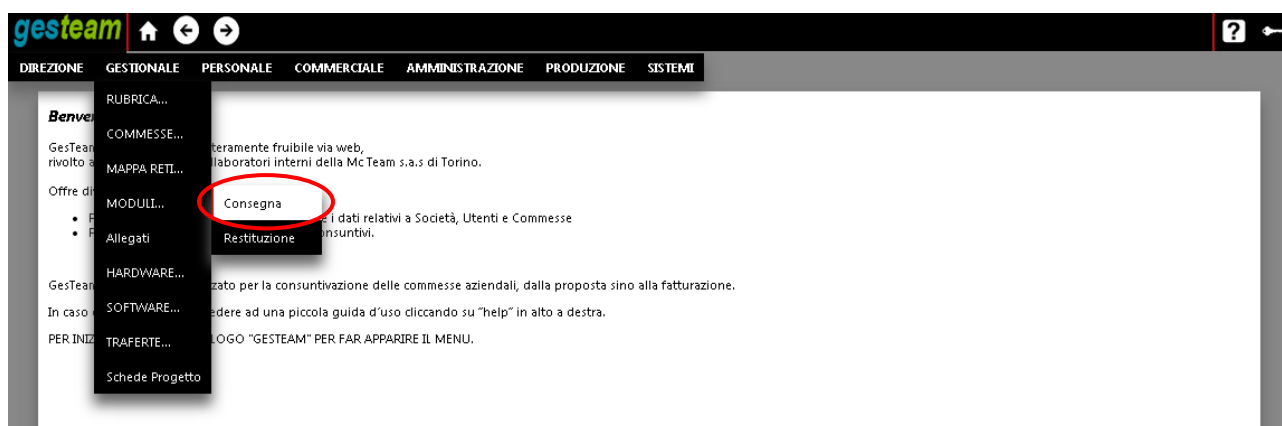 gesteam
?
DIREZIONE GESTIONALE PERSONALE COMMERCIALE AMMINISTRAZIONE PRODUZIONE SISTEMI
RUBRICA...
COMMESSE...
MAPPA RETI...
MODULI...
Allegati
HARDWARE...
SOFTWARE...
TRAFERTE...
Schede Progetto
Consegna
Restituzione
GesTeam teramente fruibile via web,
rivolto a llaboratori interni della Mc Team s.a.s di Torino.
Offre di
i dati relativi a Società, Utenti e Commesse
onsuntivi.
GesTeam zato per la consuntivazione delle commesse aziendali, dalla proposta sino alla fatturazione.
In caso edere ad una piccola guida d'uso cliccando su "help" in alto a destra.
PER INIZ LOGO "GESTEAM" PER FAR APPARIRE IL MENU.